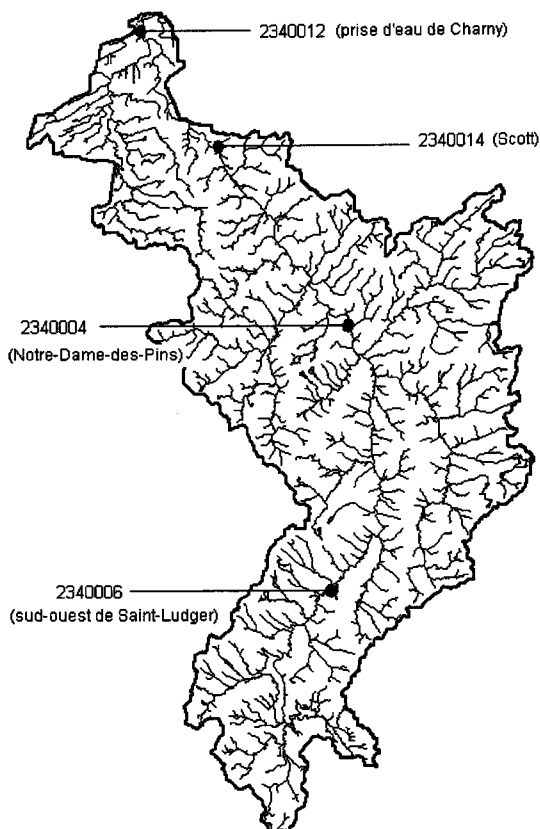 2340012 (prise d'eau de Charny)
2340014 (Scott)
2340004
(Notre-Dame-des-Pins)
2340006
(sud-ouest de Saint-Ludger)